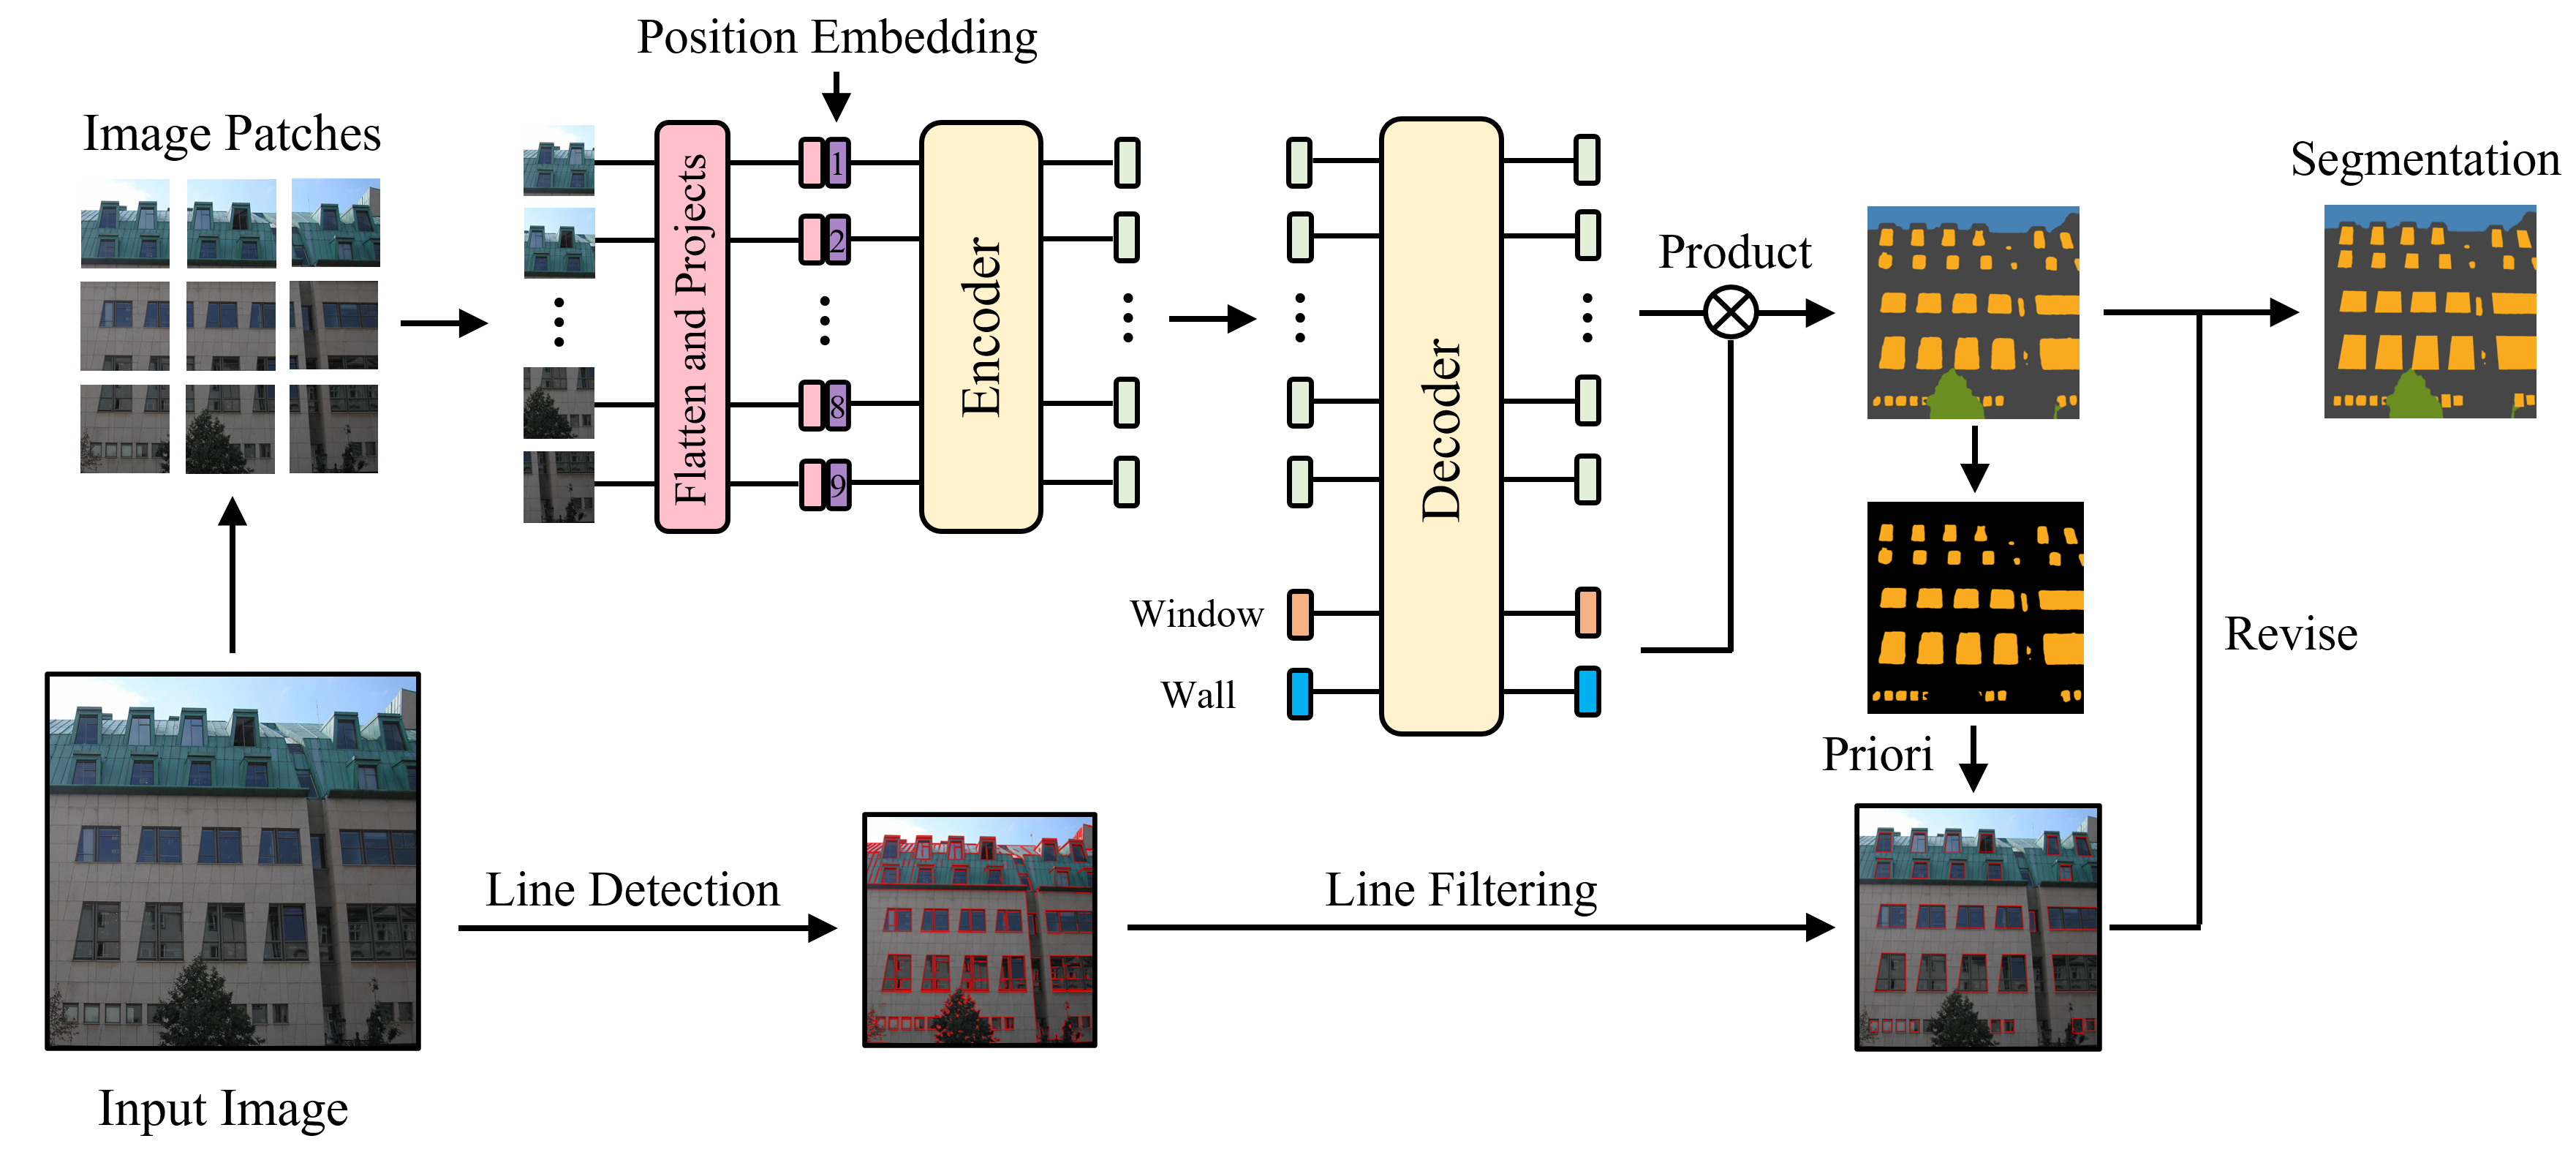 Position Embedding
Image Patches
Flatten and Projects
1
2
8
9
Encoder
Decoder
Window
Wall
Product
Segmentation
Priori
Revise
Line Detection
Line Filtering
Input Image